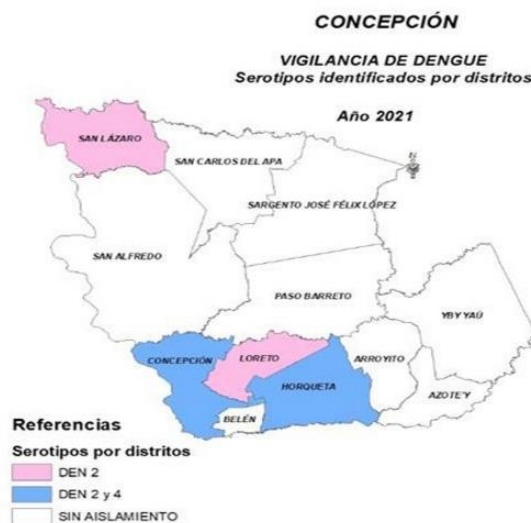 CONCEPCIÓN
VIGILANCIA DE DENGUE
Serotipos identificados por distritos
Año 2021
SAN LÁZARO
SAN CARLOS DEL APA
N
SARGENTO JOSÉ FÉLIX LÓPEZ
SAN ALFREDO
PASO BARRETO
YBY YAÚ
CONCEPCIÓN
LORETO
ARROYITO
HORQUETA
AZOTE'Y
BELÉN
Referencias
Serotipos por distritos
DEN 2
DEN 2 y 4
SIN AISLAMIENTO